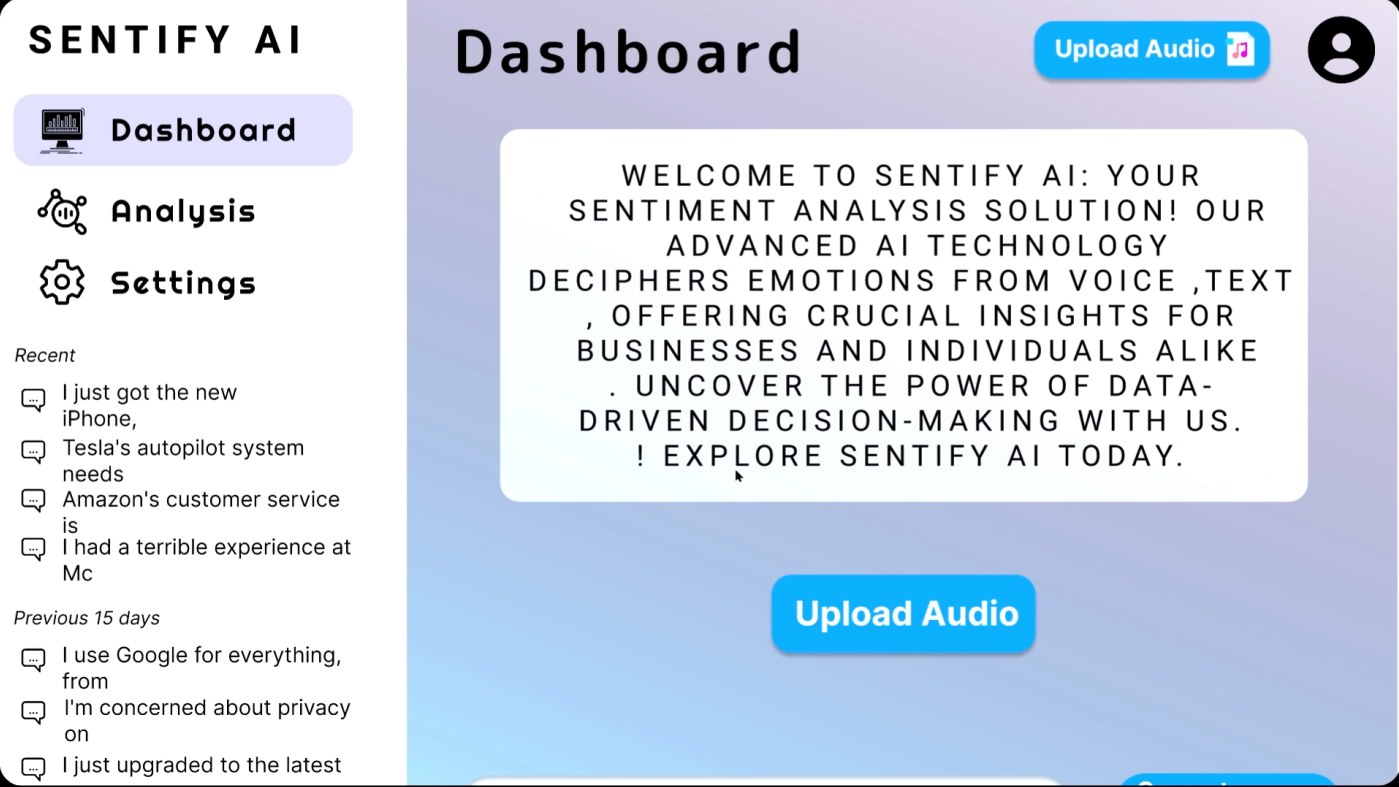 SENTIFY AI
Dashboard
Analysis
Settings
Recent
I just got the new
iPhone,
Tesla's autopilot system
needs
Amazon's customer service
is
I had a terrible experience at
Mc
Previous 15 days
I use Google for everything,
from
I'm concerned about privacy
on
I just upgraded to the latest
Dashboard
Upload Audio
WELCOME TO SENTIFY AI: YOUR
SENTIMENT ANALYSIS SOLUTION! OUR
ADVANCED AI TECHNOLOGY
DECIPHERS EMOTIONS FROM VOICE ,TEXT
, OFFERING CRUCIAL INSIGHTS FOR
BUSINESSES AND INDIVIDUALS ALIKE
. UNCOVER THE POWER OF DATA-
DRIVEN DECISION-MAKING WITH US.
! EXPLORE SENTIFY AI TODAY.
Upload Audio